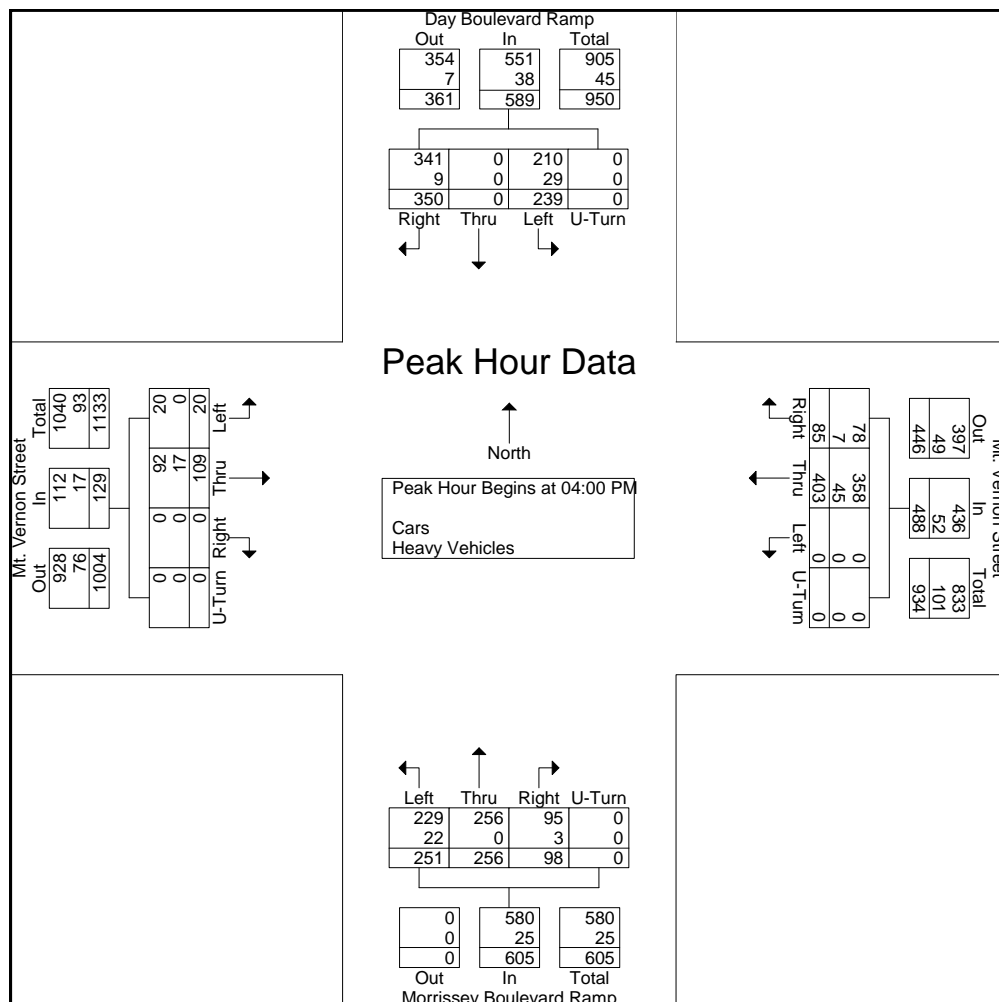 Day Boulevard Ramp
Out In Total
354 551 905
7 38 45
361 589 950
341 0 210 0
9 0 29 0
350 0 239 0
Right Thru Left U-Turn
Peak Hour Data
North
Peak Hour Begins at 04:00 PM
Cars
Heavy Vehicles
Mt. Vernon Street
Out In Total
928 112 1040
76 17 93
1004 129 1133
U-Turn Right Thru Left
0 0 92 20
0 0 17 0
0 0 109 20
Mt. Vernon Street
Out In Total
397 436 833
49 52 101
446 488 934
78 358 0 0
7 45 0 0
85 403 0 0
Right Thru Left U-Turn
Left Thru Right U-Turn
229 256 95 0
22 0 3 0
251 256 98 0
0 580 580
0 25 25
0 605 605
Out In Total
Morrissey Boulevard Ramp